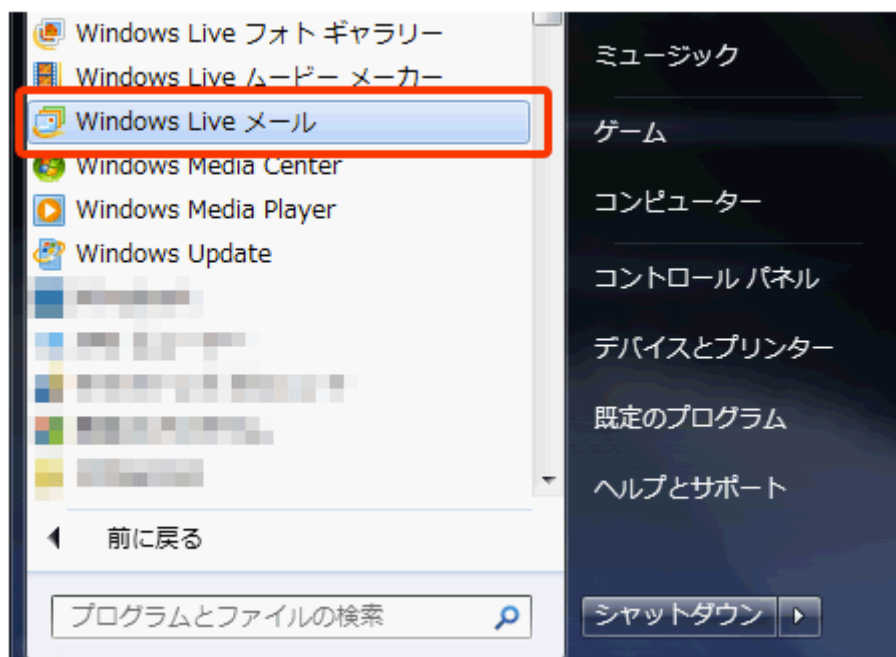 Windows Live フォト ギャラリー
Windows Live ムービー メーカー
Windows Live メール
Windows Media Center
Windows Media Player
Windows Update
前に戻る
プログラムとファイルの検索
ミュージック
ゲーム
コンピューター
コントロール パネル
デバイスとプリンター
既定のプログラム
ヘルプとサポート
シャットダウン